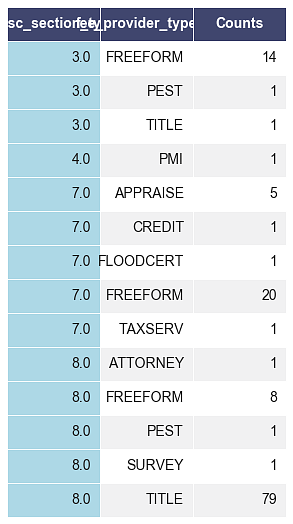 _provider_type Counts
3.0 FREEFORM 14
3.0 PEST 1
3.0 TITLE 1
4.0 PMI 1
7.0 APPRAISE 5
7.0 CREDIT 1
7.0 FLOODCERT 1
7.0 FREEFORM 20
7.0 TAXSERV 1
8.0 ATTORNEY 1
8.0 FREEFORM 8
8.0 PEST 1
8.0 SURVEY 1
8.0 TITLE 79